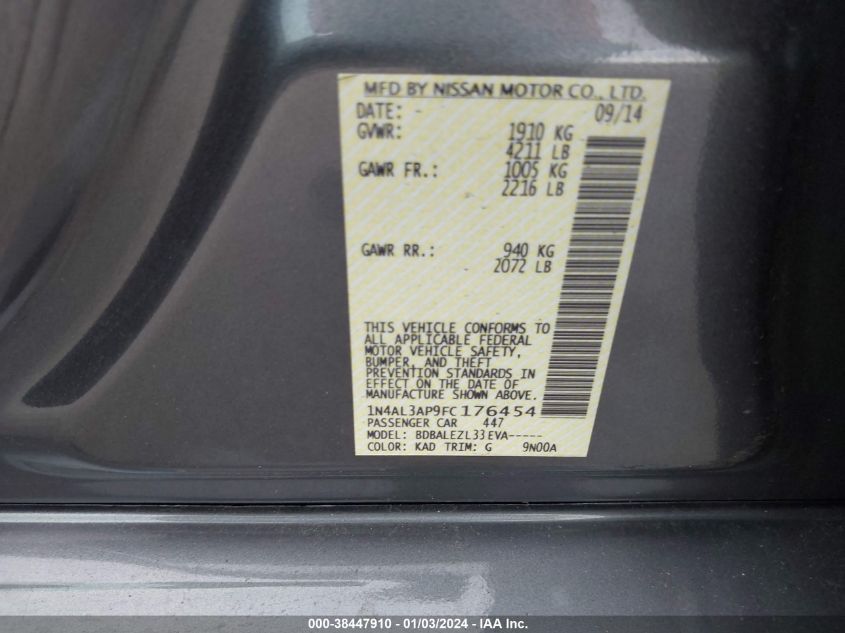 MFD BY NISSAN MOTOR CO., LTD.
DATE: - 09/14
GVWR: 1910 KG
4211 LB
GAWR FR.: 1005 KG
2216 LB
GAWR RR.: 940 KG
2072 LB
THIS VEHICLE CONFORMS TO
ALL APPLICABLE FEDERAL
MOTOR VEHICLE SAFETY,
BUMPER, AND THEFT
PREVENTION STANDARDS IN
EFFECT ON THE DATE OF
MANUFACTURE SHOWN ABOVE.
1N4AL3AP9FC176454
PASSENGER CAR 447
MODEL: BDBALEZL33EVA-----
COLOR: KAD TRIM: G 9N00A
000-38447910 - 01/03/2024 - IAA Inc.